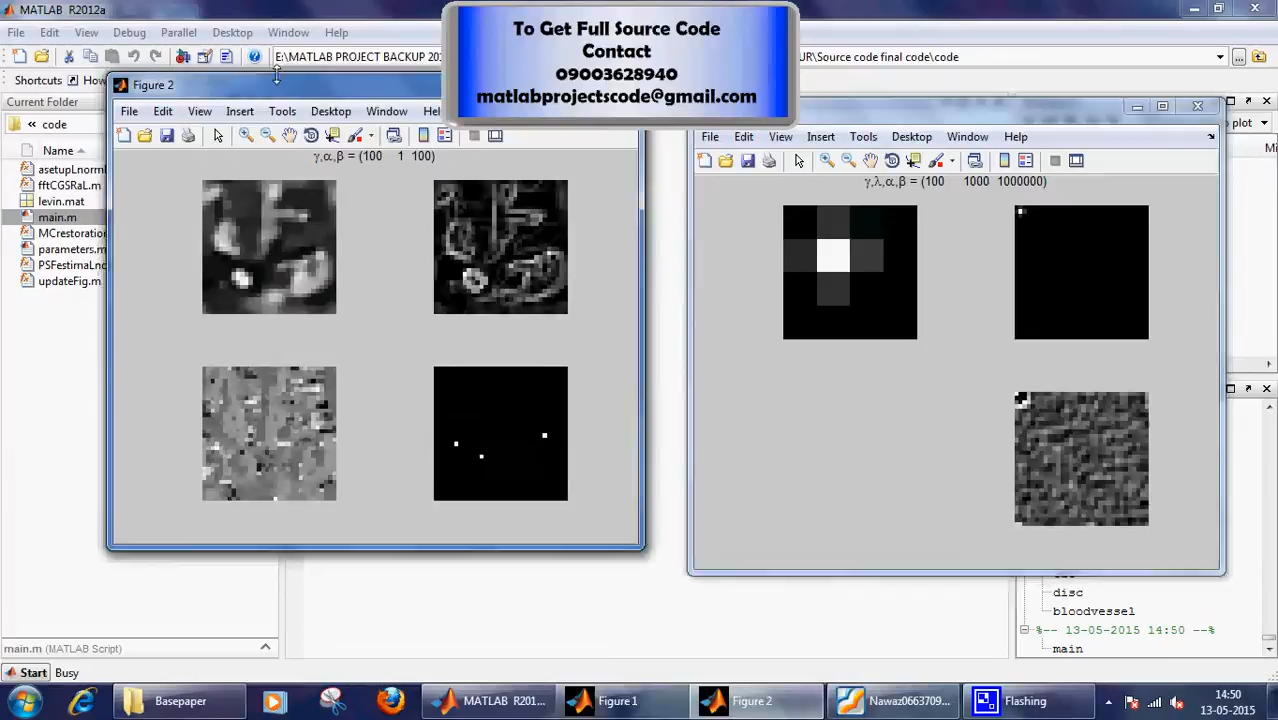 MATLAB R2012a
File Edit View Debug Parallel Desktop Window Help
E:\MATLAB PROJECT BACKUP 20
UR\Source code final code\code
To Get Full Source Code
Contact
09003628940
matlabprojectscode@gmail.com
Shortcuts
How
Current Folder
« code
Name
asetupLnorm
fftCGSRaL.m
levin.mat
main.m
MCrestoration
parameters.m
PSFestimaLnc
updateFig.m
main.m (MATLAB Script)
Figure 2
File Edit View Insert Tools Desktop Window Hel
γ,α,β = (100 1 100)
File Edit View Insert Tools Desktop Window Help
γ,λ,α,β = (100 1000 1000000)
plot
Mi
disc
bloodvessel
%-- 13-05-2015 14:50 --%
main
Start Busy
Basepaper
MATLAB R201...
Figure 1
Figure 2
Nawaz0663709...
Flashing
14:50
13-05-2015